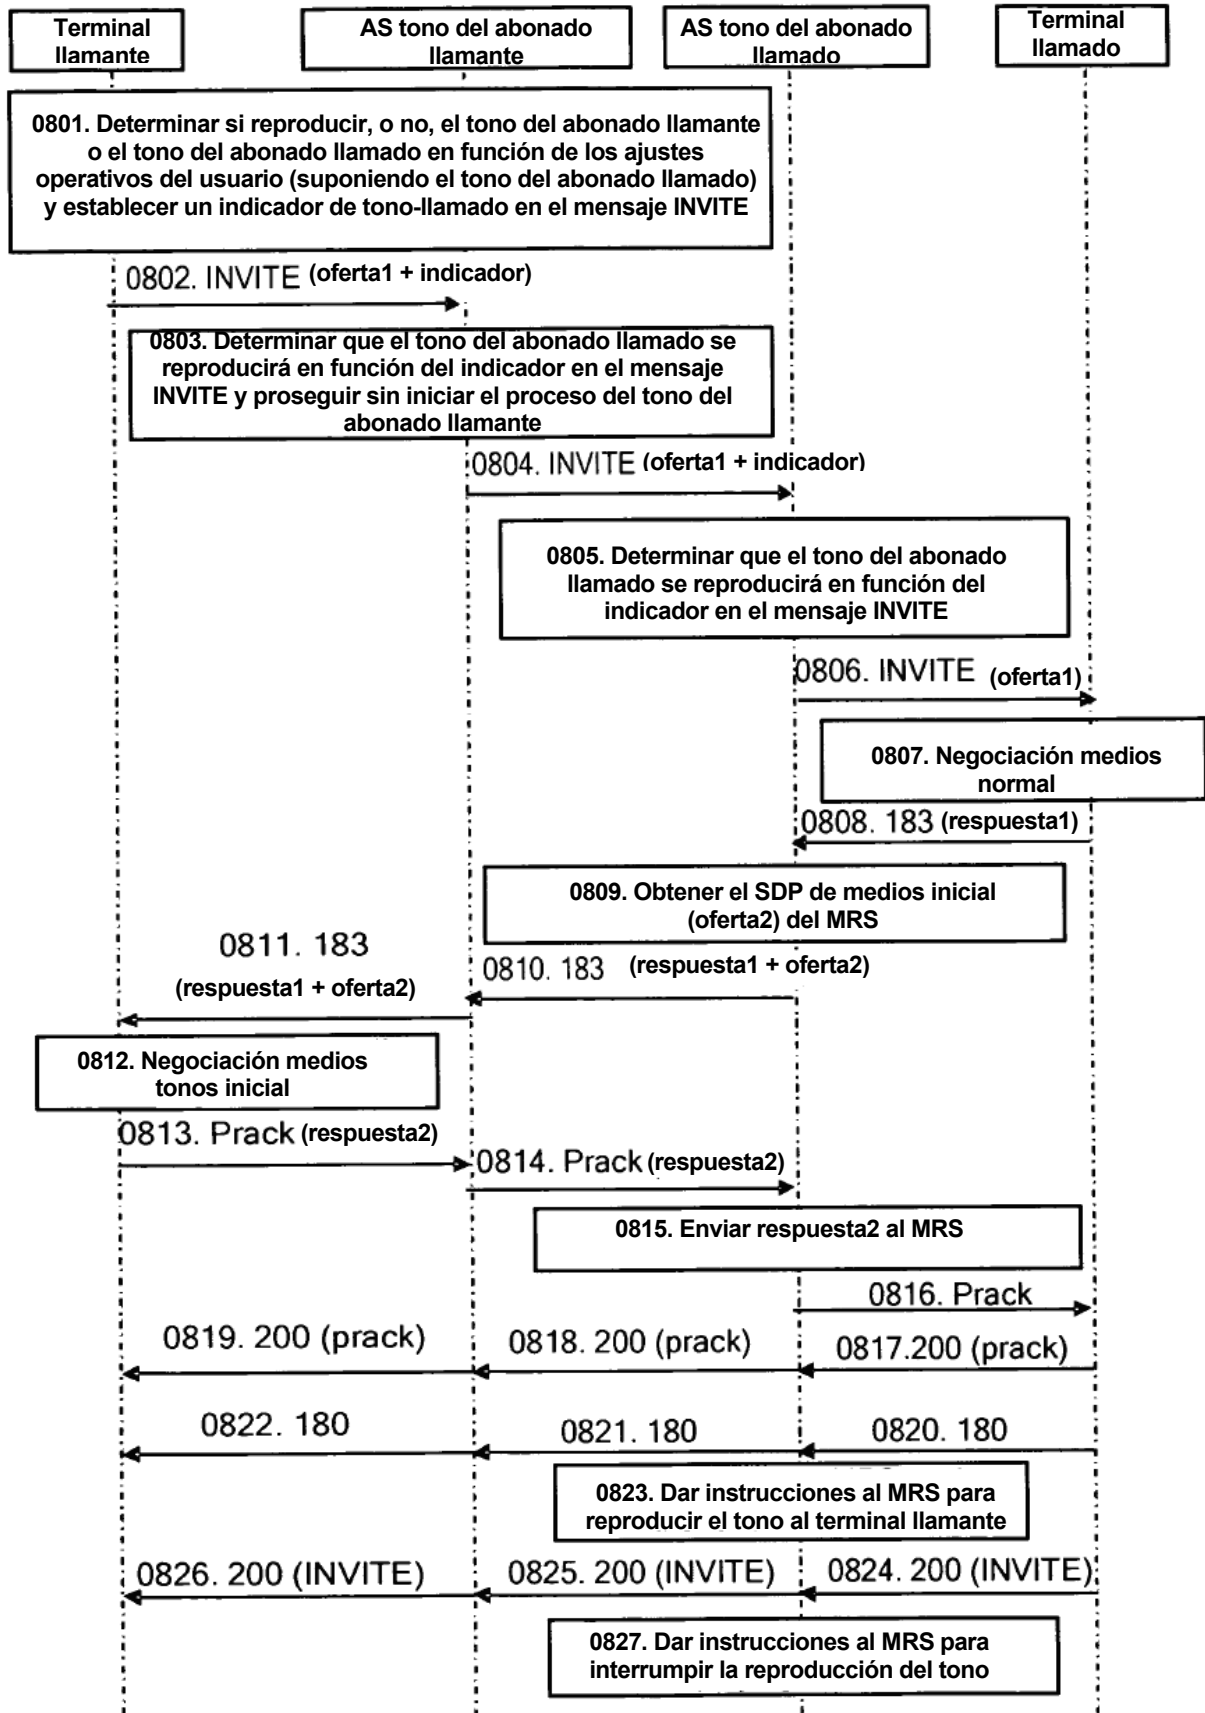 Terminal
llamante
AS tono del abonado
llamante
AS tono del abonado
llamado
Terminal
llamado
0801. Determinar si reproducir, o no, el tono del abonado llamante
o el tono del abonado llamado en función de los ajustes
operativos del usuario (suponiendo el tono del abonado llamado)
y establecer un indicador de tono-llamado en el mensaje INVITE
0802. INVITE (oferta1 + indicador)
0803. Determinar que el tono del abonado llamado se
reproducirá en función del indicador en el mensaje
INVITE y proseguir sin iniciar el proceso del tono del
abonado llamante
0804. INVITE (oferta1 + indicador)
0805. Determinar que el tono del abonado
llamado se reproducirá en función del
indicador en el mensaje INVITE
0806. INVITE (oferta1)
0807. Negociación medios
normal
0808. 183 (respuesta1)
0809. Obtener el SDP de medios inicial
(oferta2) del MRS
0811. 183
(respuesta1 + oferta2)
0810. 183 (respuesta1 + oferta2)
0812. Negociación medios
tonos inicial
0813. Prack (respuesta2)
0814. Prack (respuesta2)
0815. Enviar respuesta2 al MRS
0816. Prack
0819. 200 (prack)
0818. 200 (prack)
0817.200 (prack)
0822. 180
0821. 180
0820. 180
0823. Dar instrucciones al MRS para
reproducir el tono al terminal llamante
0826. 200 (INVITE)
0825. 200 (INVITE)
0824. 200 (INVITE)
0827. Dar instrucciones al MRS para
interrumpir la reproducción del tono